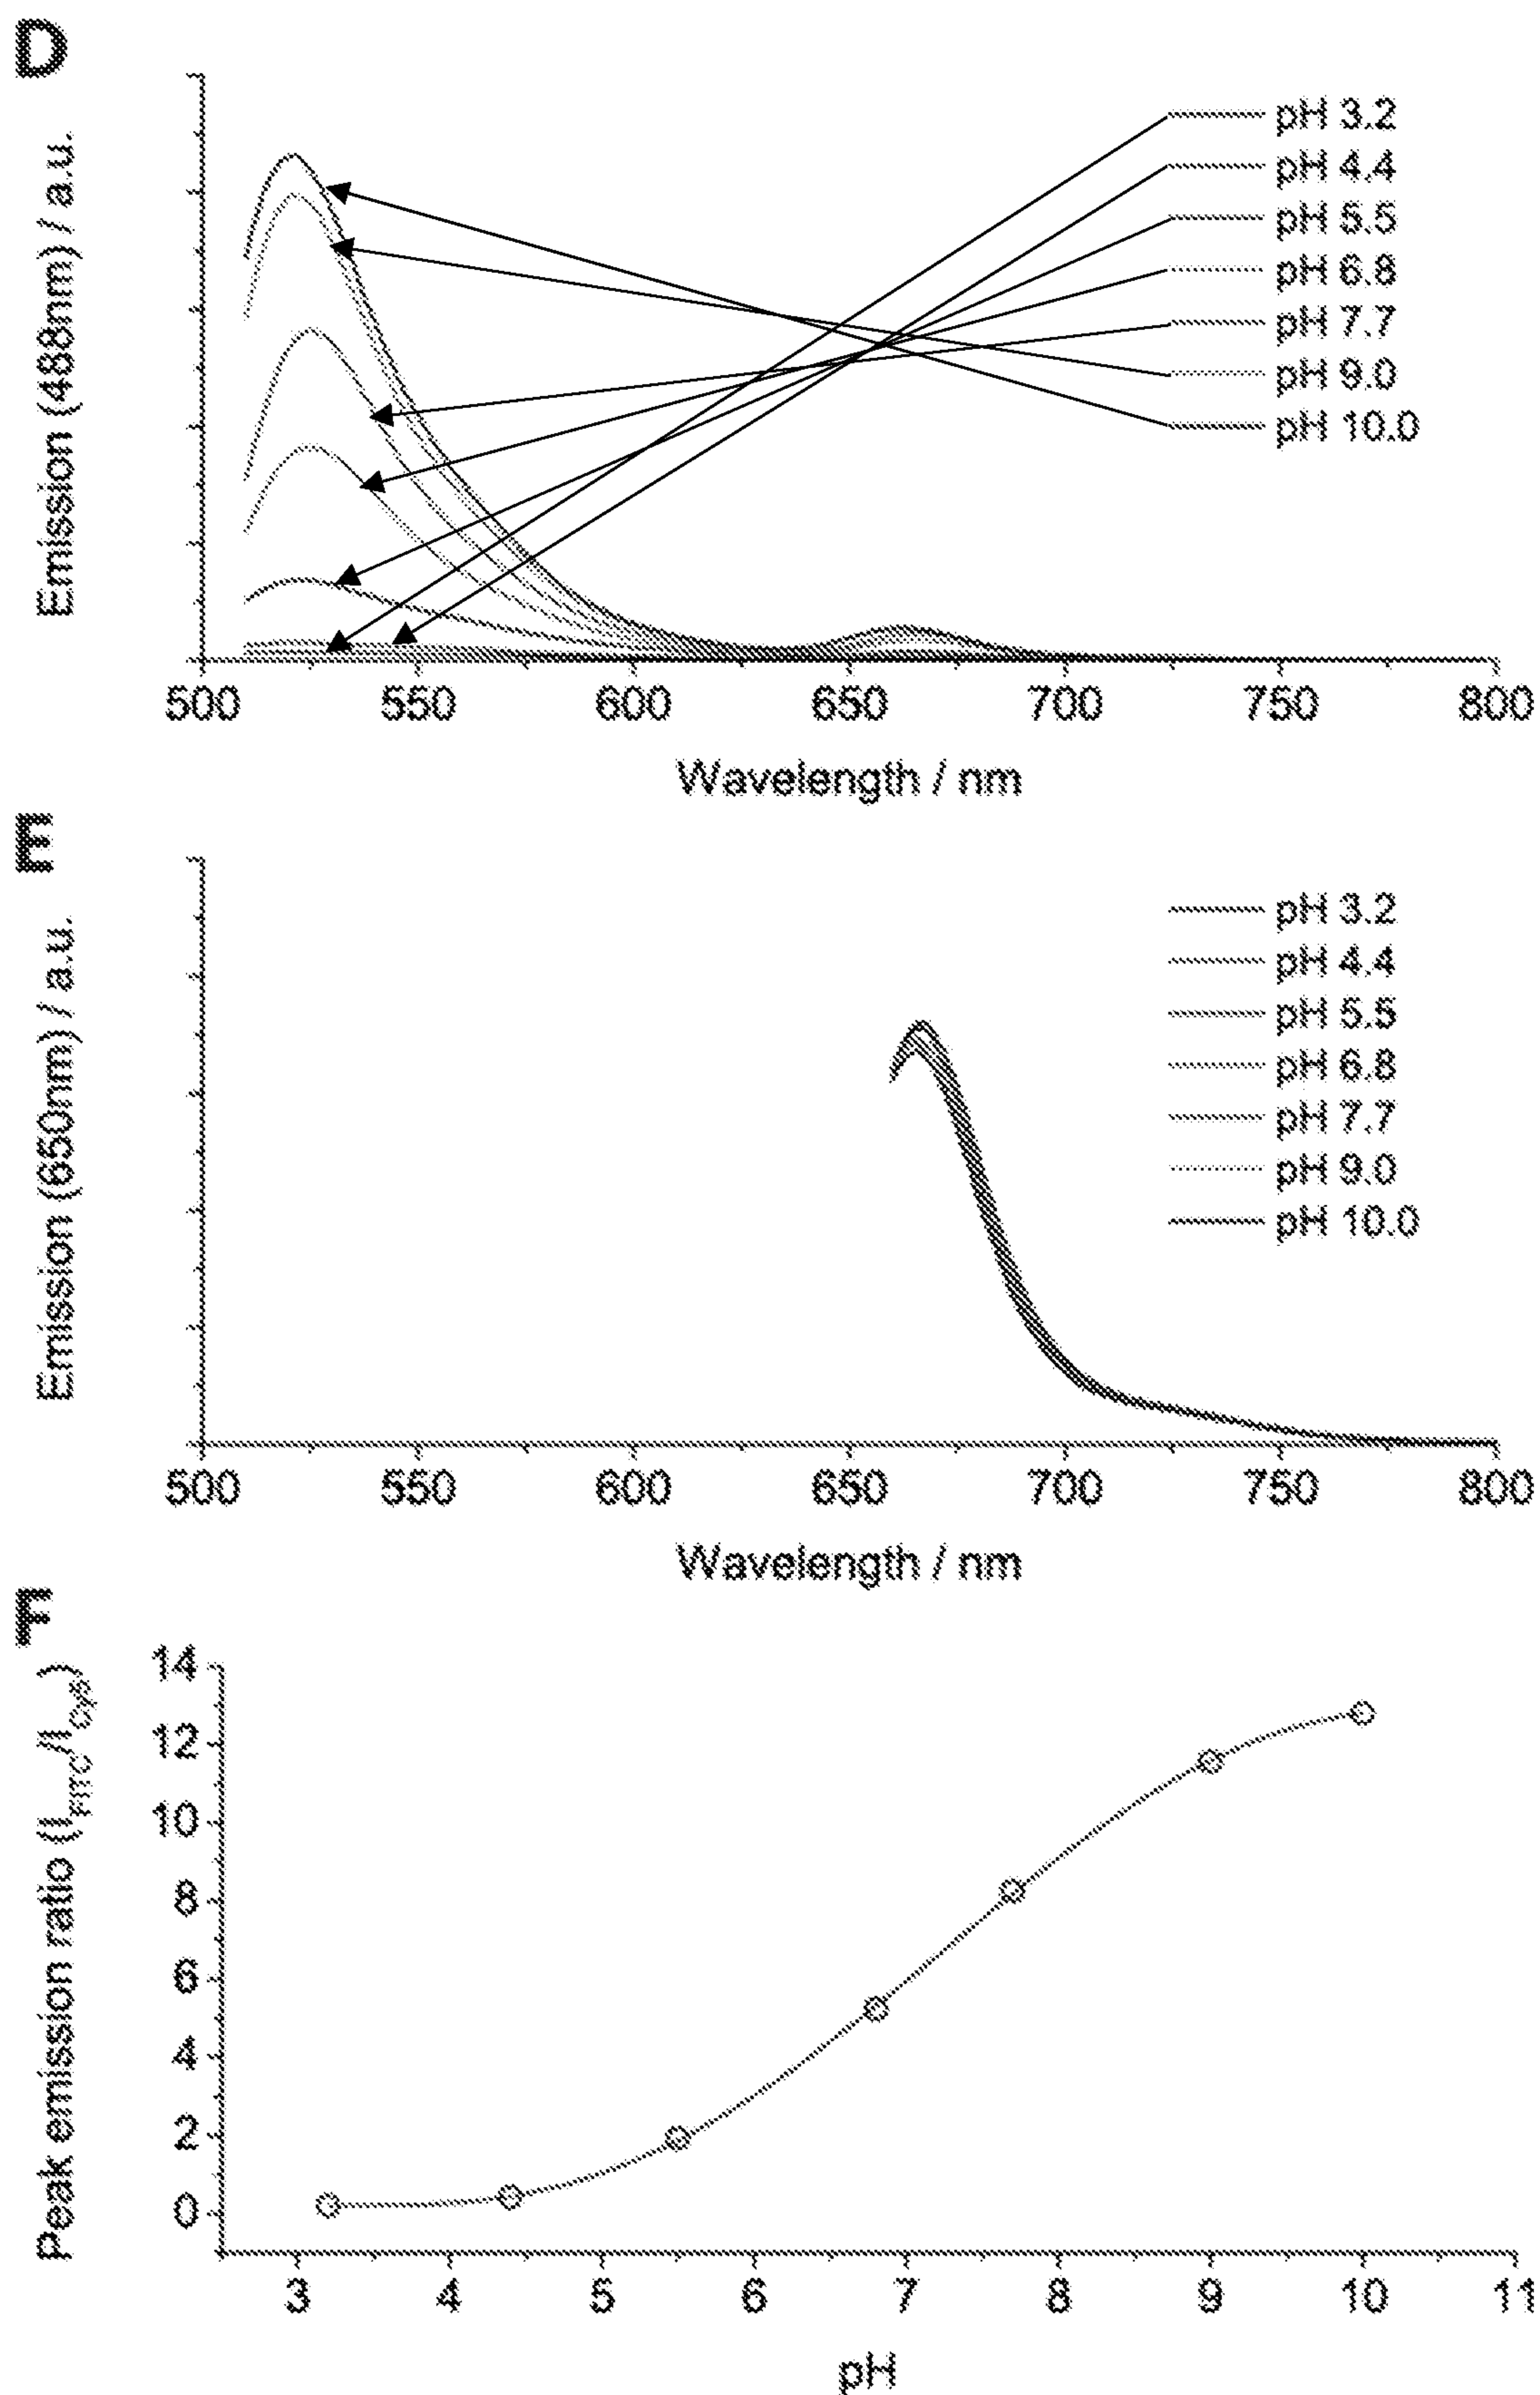 D
Emission (488nm) / a.u.
pH 3.2
pH 4.4
pH 5.5
pH 6.8
pH 7.7
pH 9.0
pH 10.0
500 550 600 650 700 750 800
Wavelength / nm
E
Emission (650nm) / a.u.
pH 3.2
pH 4.4
pH 5.5
pH 6.8
pH 7.7
pH 9.0
pH 10.0
500 550 600 650 700 750 800
Wavelength / nm
F
Peak emission ratio (I_FITC/I_Cy5)
14
12
10
8
6
4
2
0
3 4 5 6 7 8 9 10 11
pH